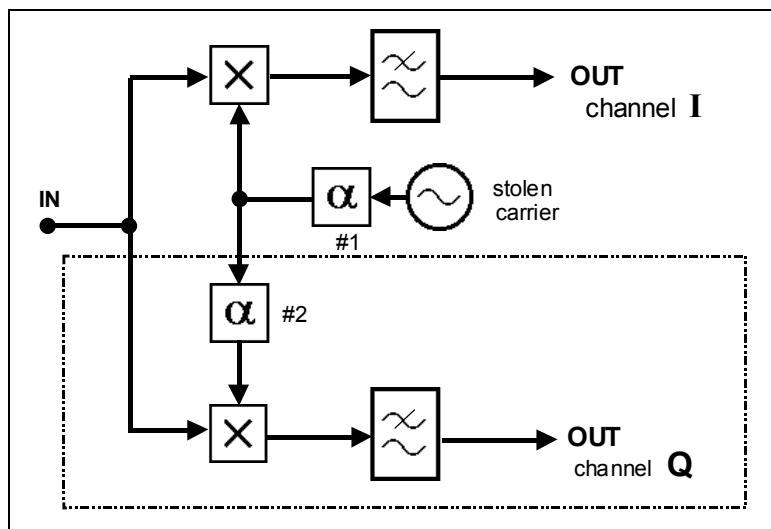 OUT
channel I
IN
α
#1
stolen
carrier
α
#2
OUT
channel Q